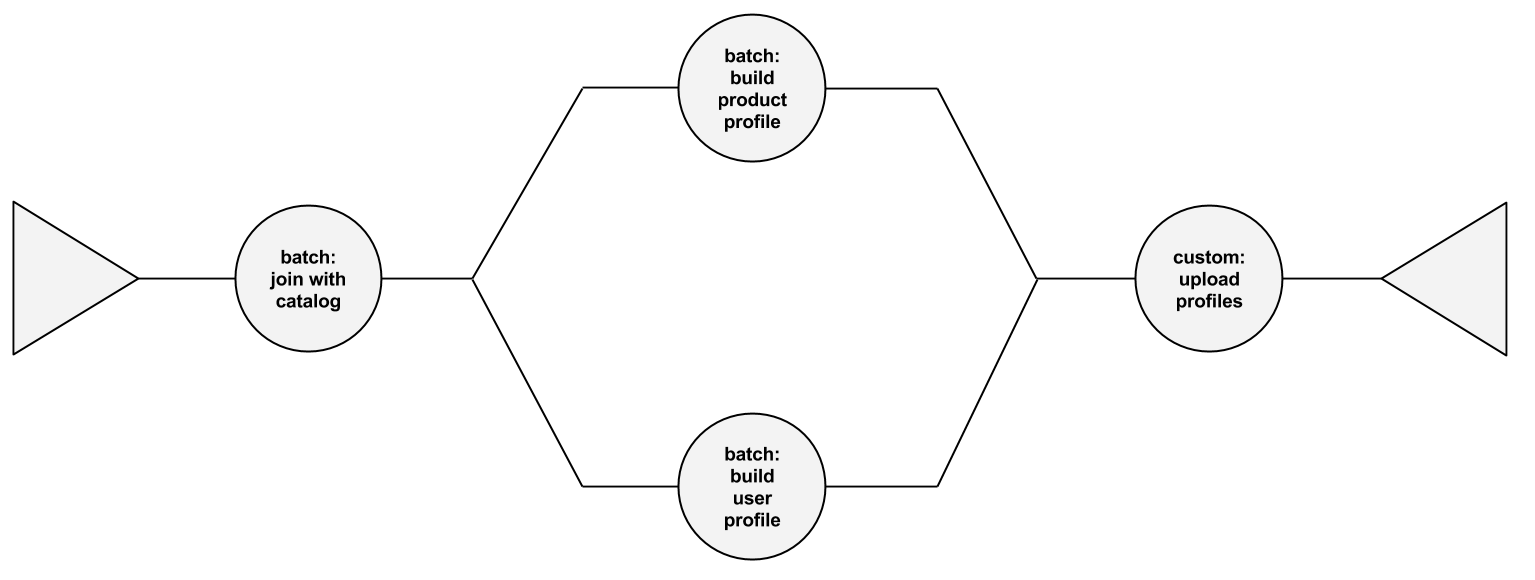 batch:
join with
catalog
batch:
build
product
profile
batch:
build
user
profile
custom:
upload
profiles